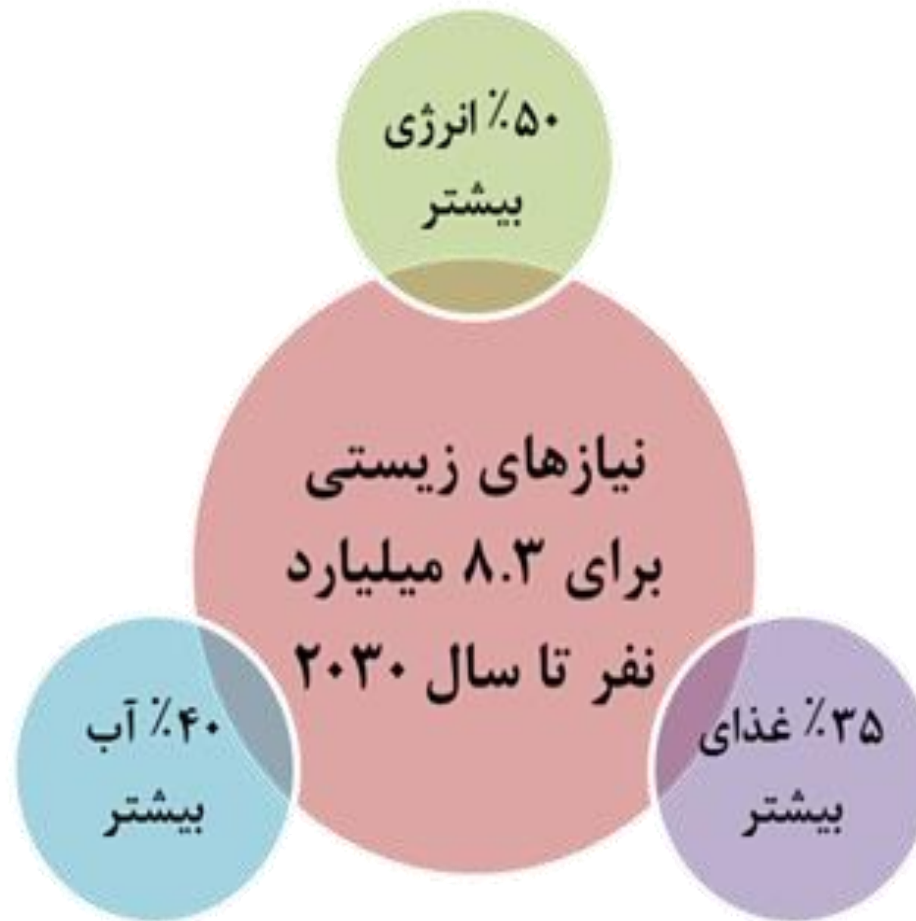 ۵۰٪ انرژی
بیشتر
نیازهای زیستی
برای ۸.۳ میلیارد
نفر تا سال ۲۰۳۰
۳۵٪ غذای
بیشتر
۴۰٪ آب
بیشتر